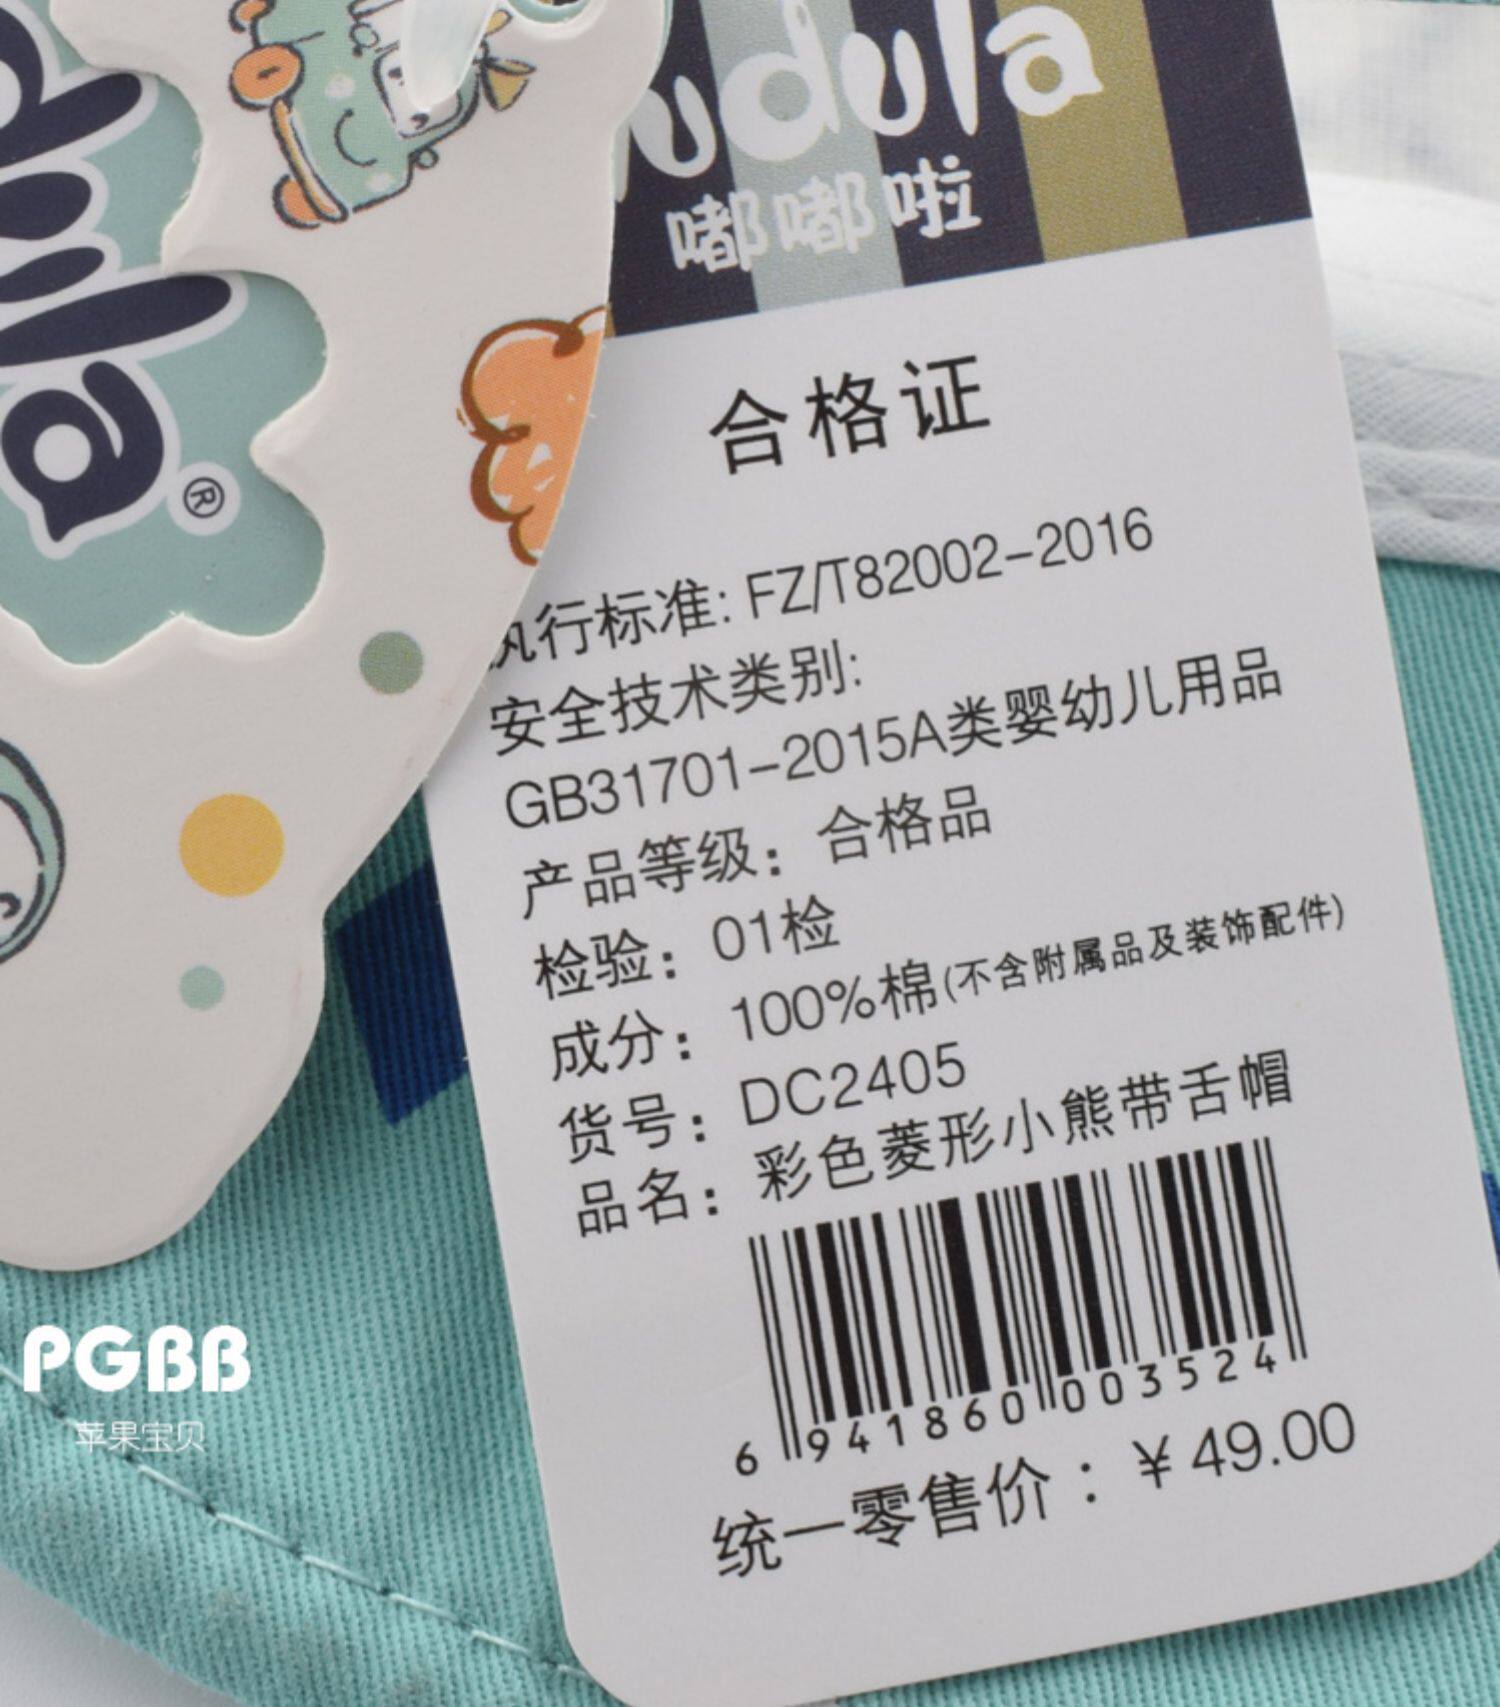 dula
®
udula
嘟嘟啦
合格证
执行标准: FZ/T82002-2016
安全技术类别:
GB31701-2015A类婴幼儿用品
产品等级：合格品
检验：01检
成分：100%棉(不含附属品及装饰配件)
货号：DC2405
品名：彩色菱形小熊带舌帽
6 941860 003524
统一零售价：￥49.00
PGBB
苹果宝贝